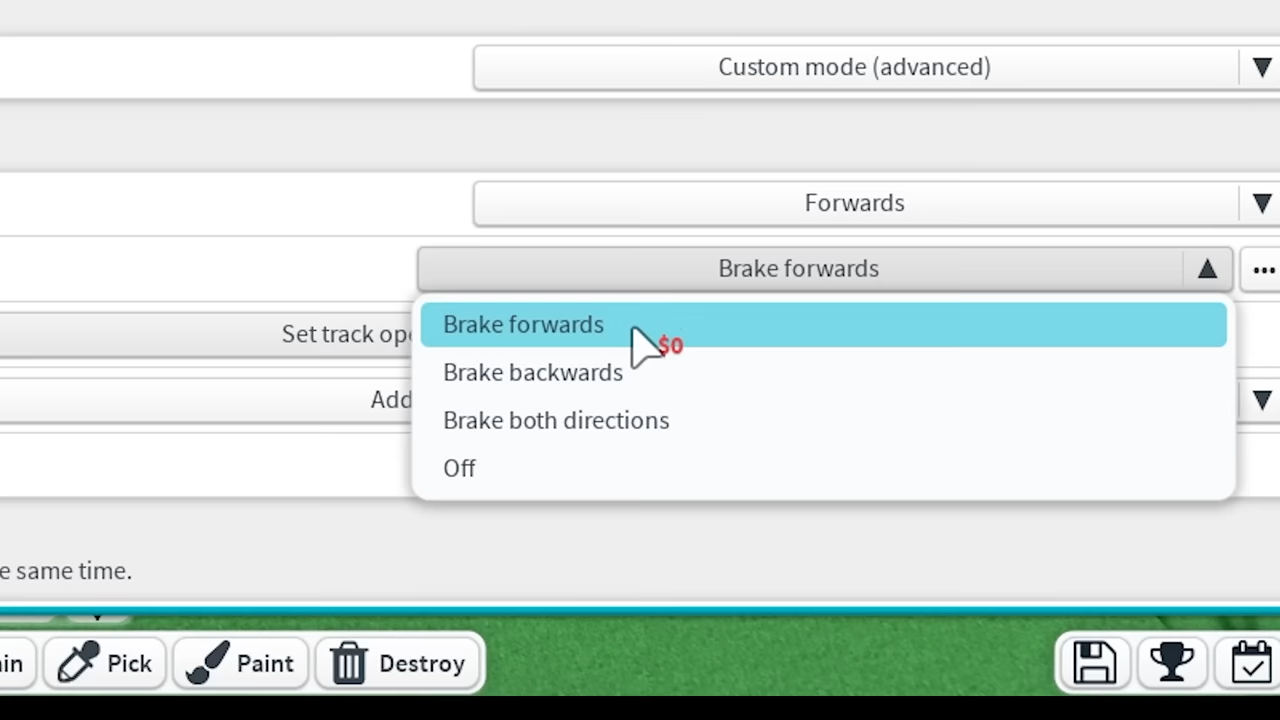 Custom mode (advanced)
Forwards
Brake forwards
Set track ope
Brake forwards
$0
Brake backwards
Add
Brake both directions
Off
e same time.
in
Pick
Paint
Destroy